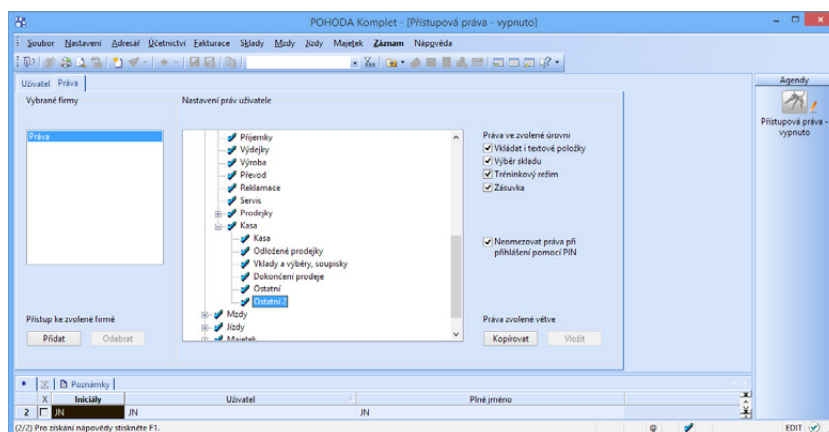 POHODA Komplet - [Přístupová práva - vypnuto]
Soubor Nastavení Adresář Účetnictví Fakturace Sklady Mzdy Jízdy Majetek Záznam Nápověda
Uživatel Práva
Agendy
Vybrané firmy
Nastavení práv uživatele
Přístupová práva - vypnuto
Práva
Příjemky
Výdejky
Výroba
Převod
Reklamace
Servis
Prodejky
Kasa
Kasa
Odložené prodejky
Vklady a výběry, soupisky
Dokončení prodeje
Ostatní
Ostatní 2
Mzdy
Jízdy
Majetek
Práva ve zvolené úrovni
Vkládat i textové položky
Výběr skladu
Tréninkový režim
Zásuvka
Neomezovat práva při
přihlášení pomocí PIN
Přístup ke zvolené firmě
Práva zvolené větve
Přidat Odebrat
Kopírovat Vložit
Poznámky
X Iniciály Uživatel Plné jméno
2 JN JN JN
(2/2) Pro získání nápovědy stiskněte F1.
EDIT